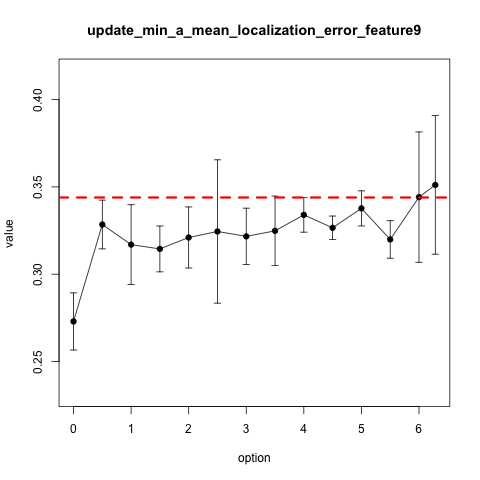 update_min_a_mean_localization_error_feature9
value
0.40
0.35
0.30
0.25
0 1 2 3 4 5 6
option